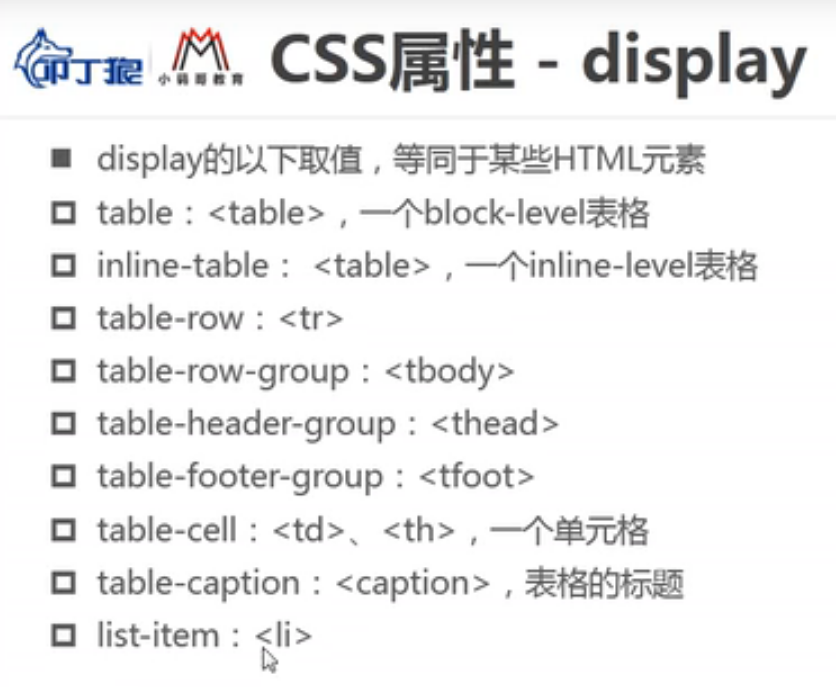 叩丁狼
小码哥教育
CSS属性 - display
display的以下取值，等同于某些HTML元素
table：<table>，一个block-level表格
inline-table： <table>，一个inline-level表格
table-row：<tr>
table-row-group：<tbody>
table-header-group：<thead>
table-footer-group：<tfoot>
table-cell：<td>、<th>，一个单元格
table-caption：<caption>，表格的标题
list-item：<li>